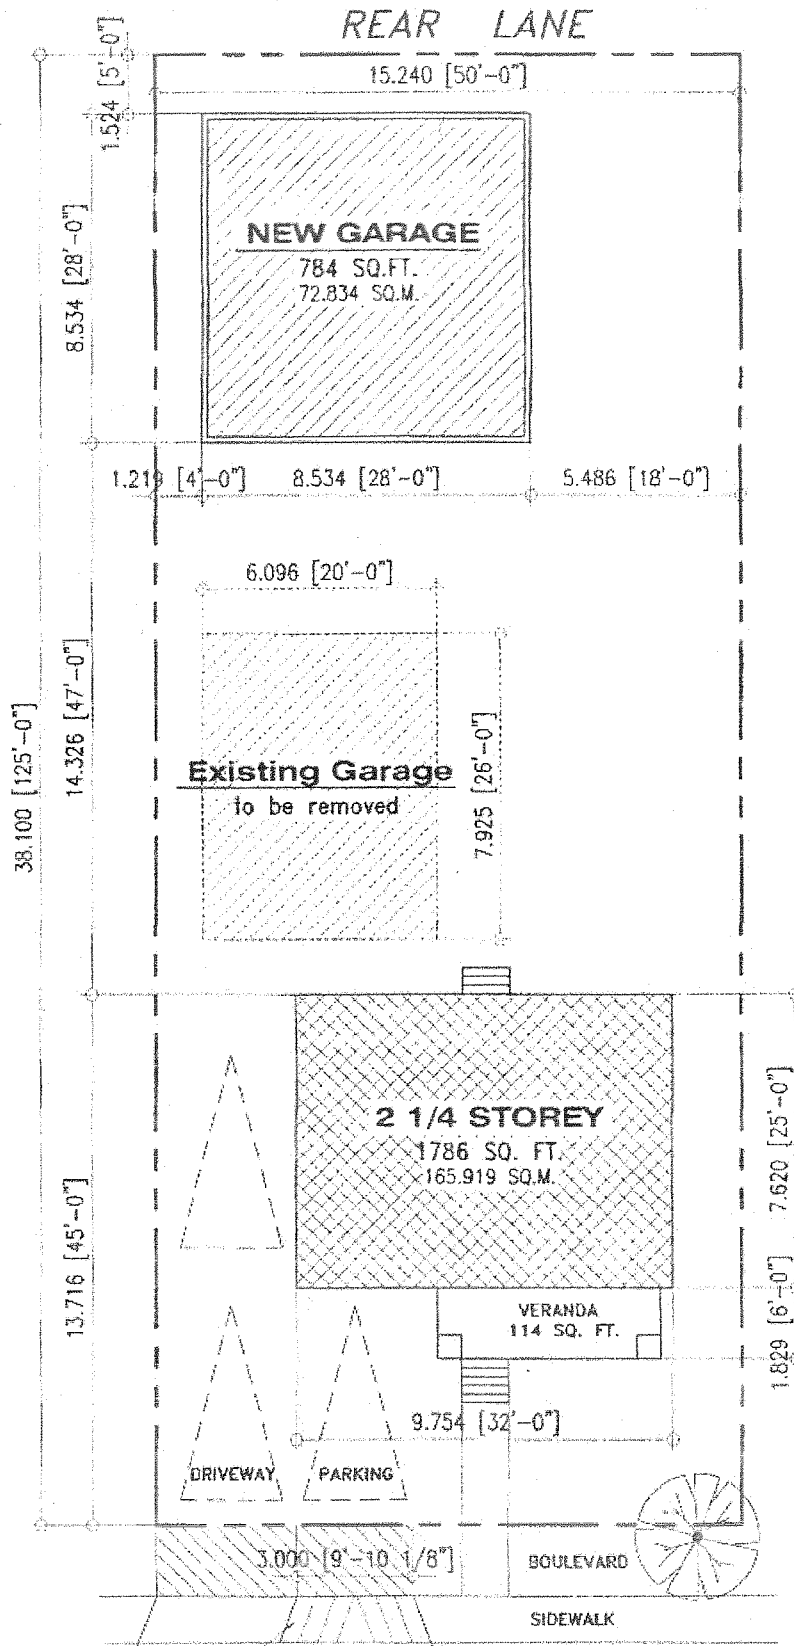 REAR LANE
1.524 [5'-0"]
15.240 [50'-0"]
8.534 [28'-0"]
NEW GARAGE
784 SQ.FT.
72.834 SQ.M.
1.219 [4'-0"]
8.534 [28'-0"]
5.486 [18'-0"]
6.096 [20'-0"]
38.100 [125'-0"]
14.326 [47'-0"]
Existing Garage
to be removed
7.925 [26'-0"]
2 1/4 STOREY
1786 SQ. FT.
165.919 SQ.M.
7.620 [25'-0"]
13.716 [45'-0"]
VERANDA
114 SQ. FT.
1.829 [6'-0"]
9.754 [32'-0"]
DRIVEWAY
PARKING
3.000 [9'-10 1/8"]
BOULEVARD
SIDEWALK